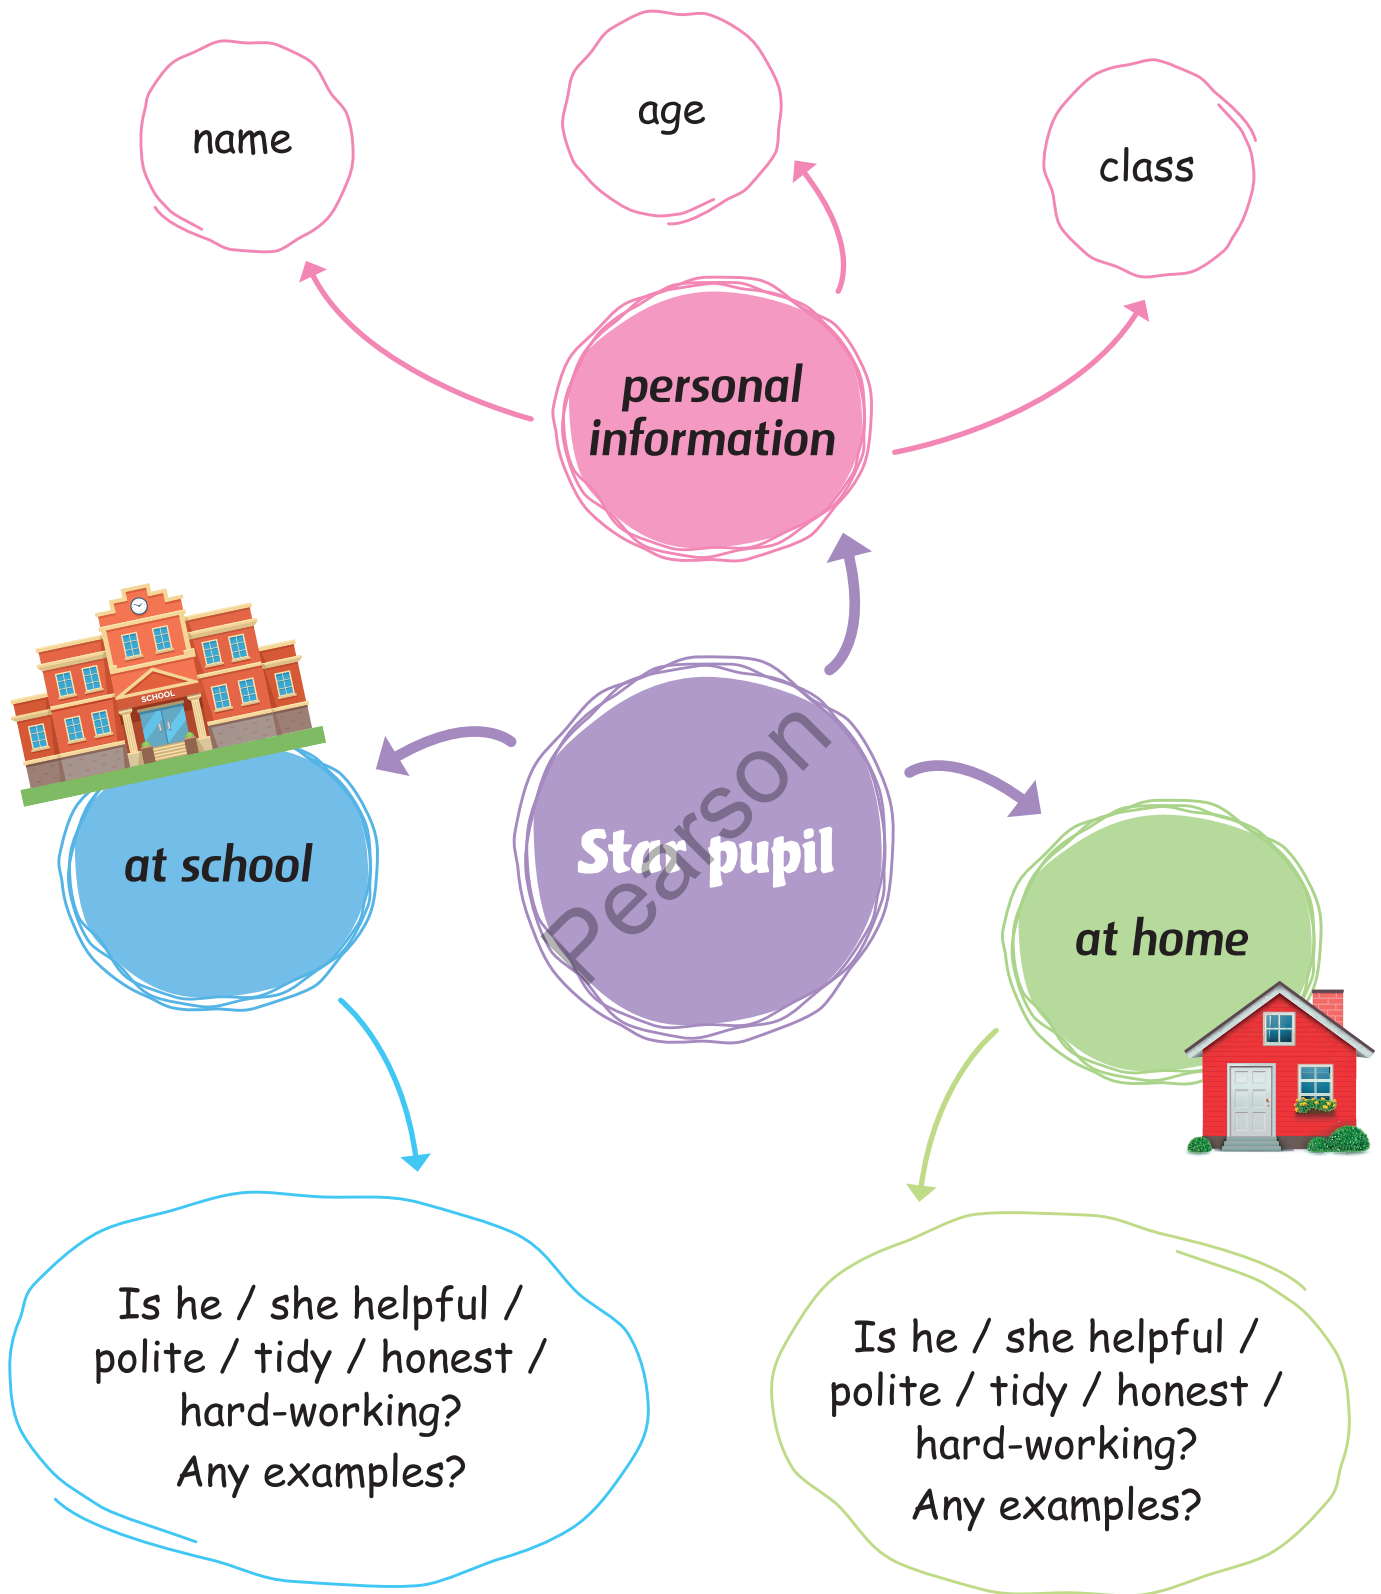 name
age
class
personal
information
SCHOOL
at school
Star pupil
Pearson
at home
Is he / she helpful /
polite / tidy / honest /
hard-working?
Any examples?
Is he / she helpful /
polite / tidy / honest /
hard-working?
Any examples?